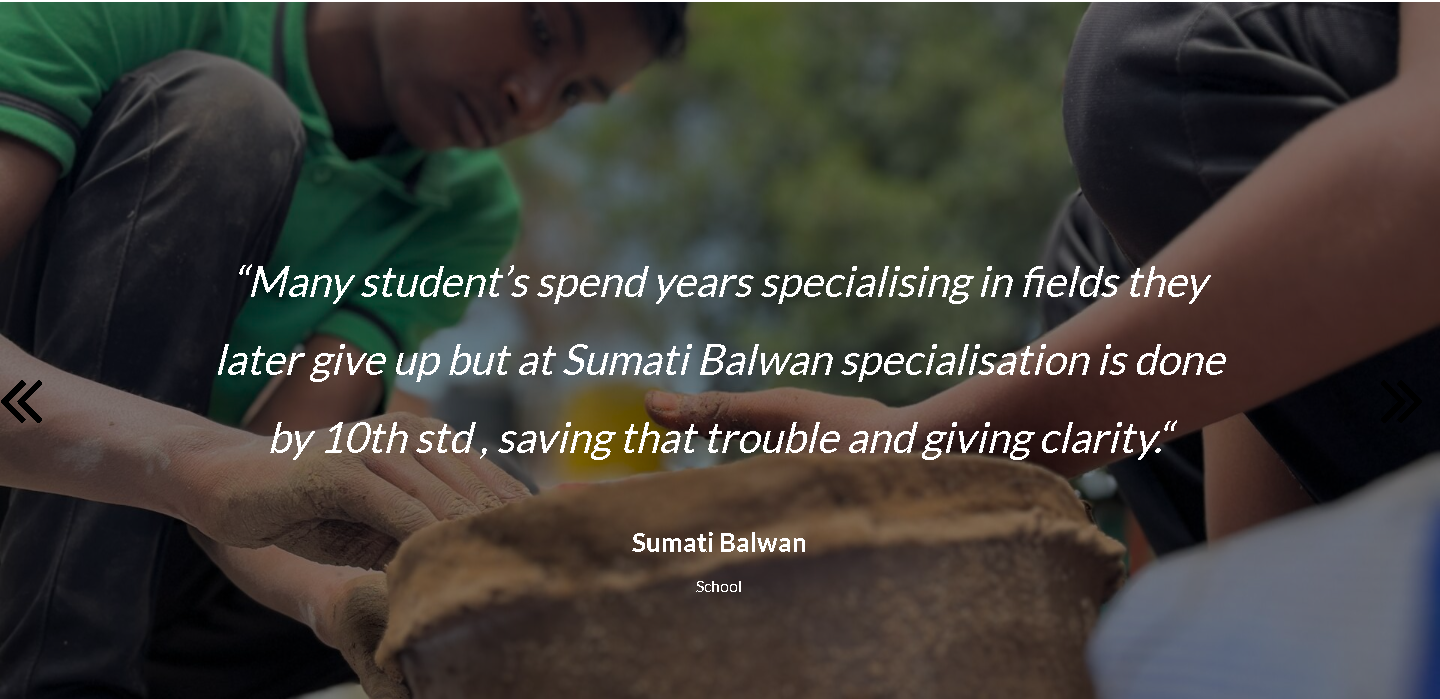 “Many student’s spend years specialising in fields they
later give up but at Sumati Balwan specialisation is done
by 10th std , saving that trouble and giving clarity.“
Sumati Balwan
School